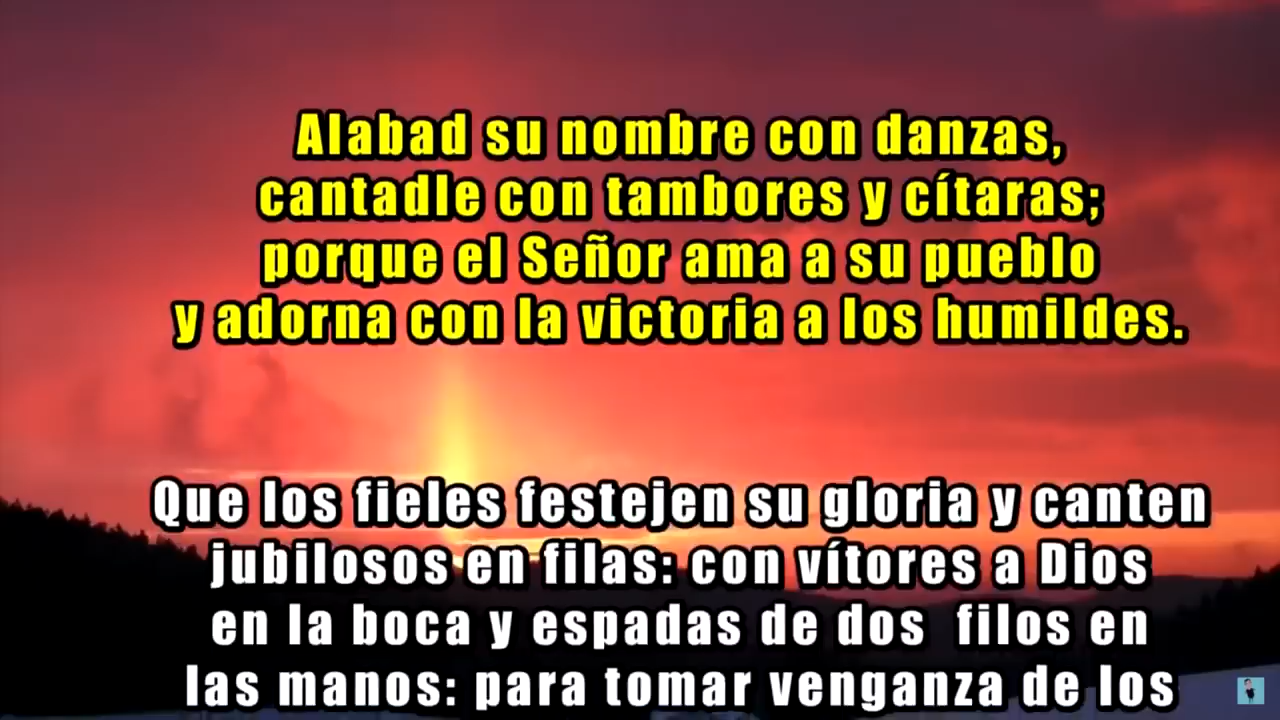 Alabad su nombre con danzas,
cantadle con tambores y cítaras;
porque el Señor ama a su pueblo
y adorna con la victoria a los humildes.
Que los fieles festejen su gloria y canten
jubilosos en filas: con vítores a Dios
en la boca y espadas de dos filos en
las manos: para tomar venganza de los